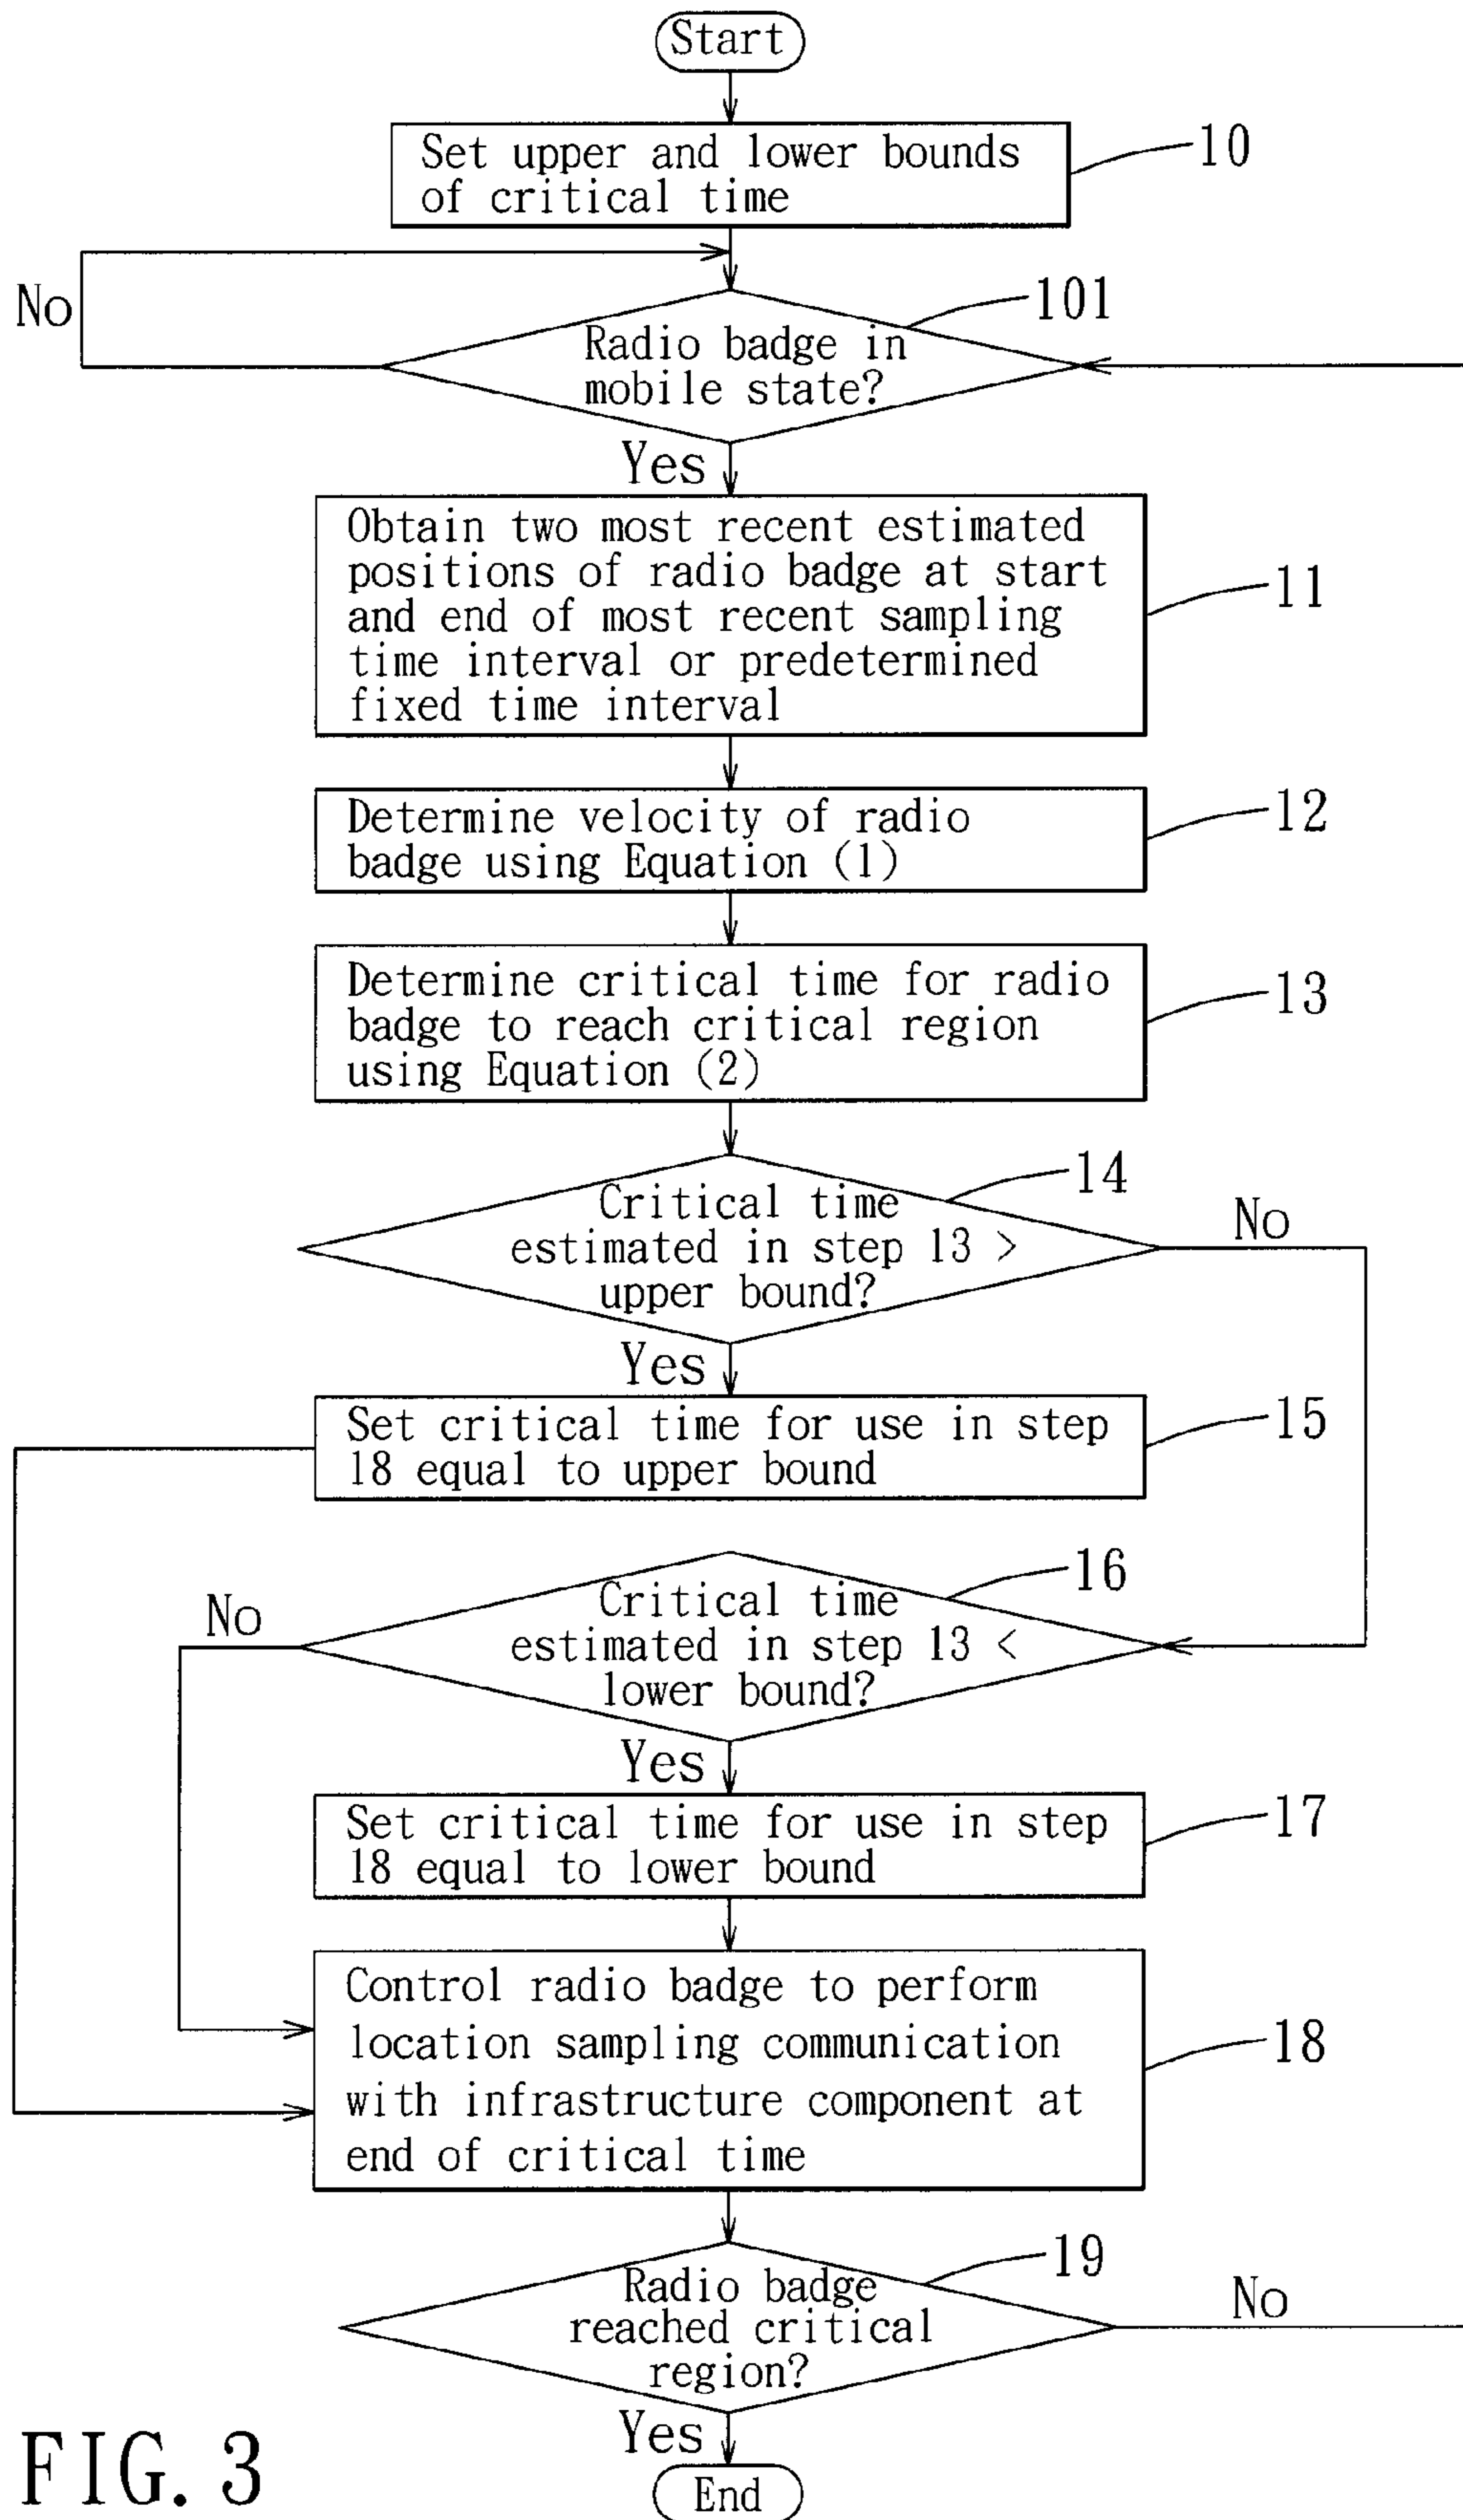 Start
Set upper and lower bounds
of critical time
10
No
101
Radio badge in
mobile state?
Yes
Obtain two most recent estimated
positions of radio badge at start
and end of most recent sampling
time interval or predetermined
fixed time interval
11
Determine velocity of radio
badge using Equation (1)
12
Determine critical time for radio
badge to reach critical region
using Equation (2)
13
Critical time
estimated in step 13 >
upper bound?
14
No
Yes
Set critical time for use in step
18 equal to upper bound
15
Critical time
estimated in step 13 <
lower bound?
16
No
Yes
Set critical time for use in step
18 equal to lower bound
17
Control radio badge to perform
location sampling communication
with infrastructure component at
end of critical time
18
Radio badge
reached critical
region?
19
No
Yes
End
FIG. 3